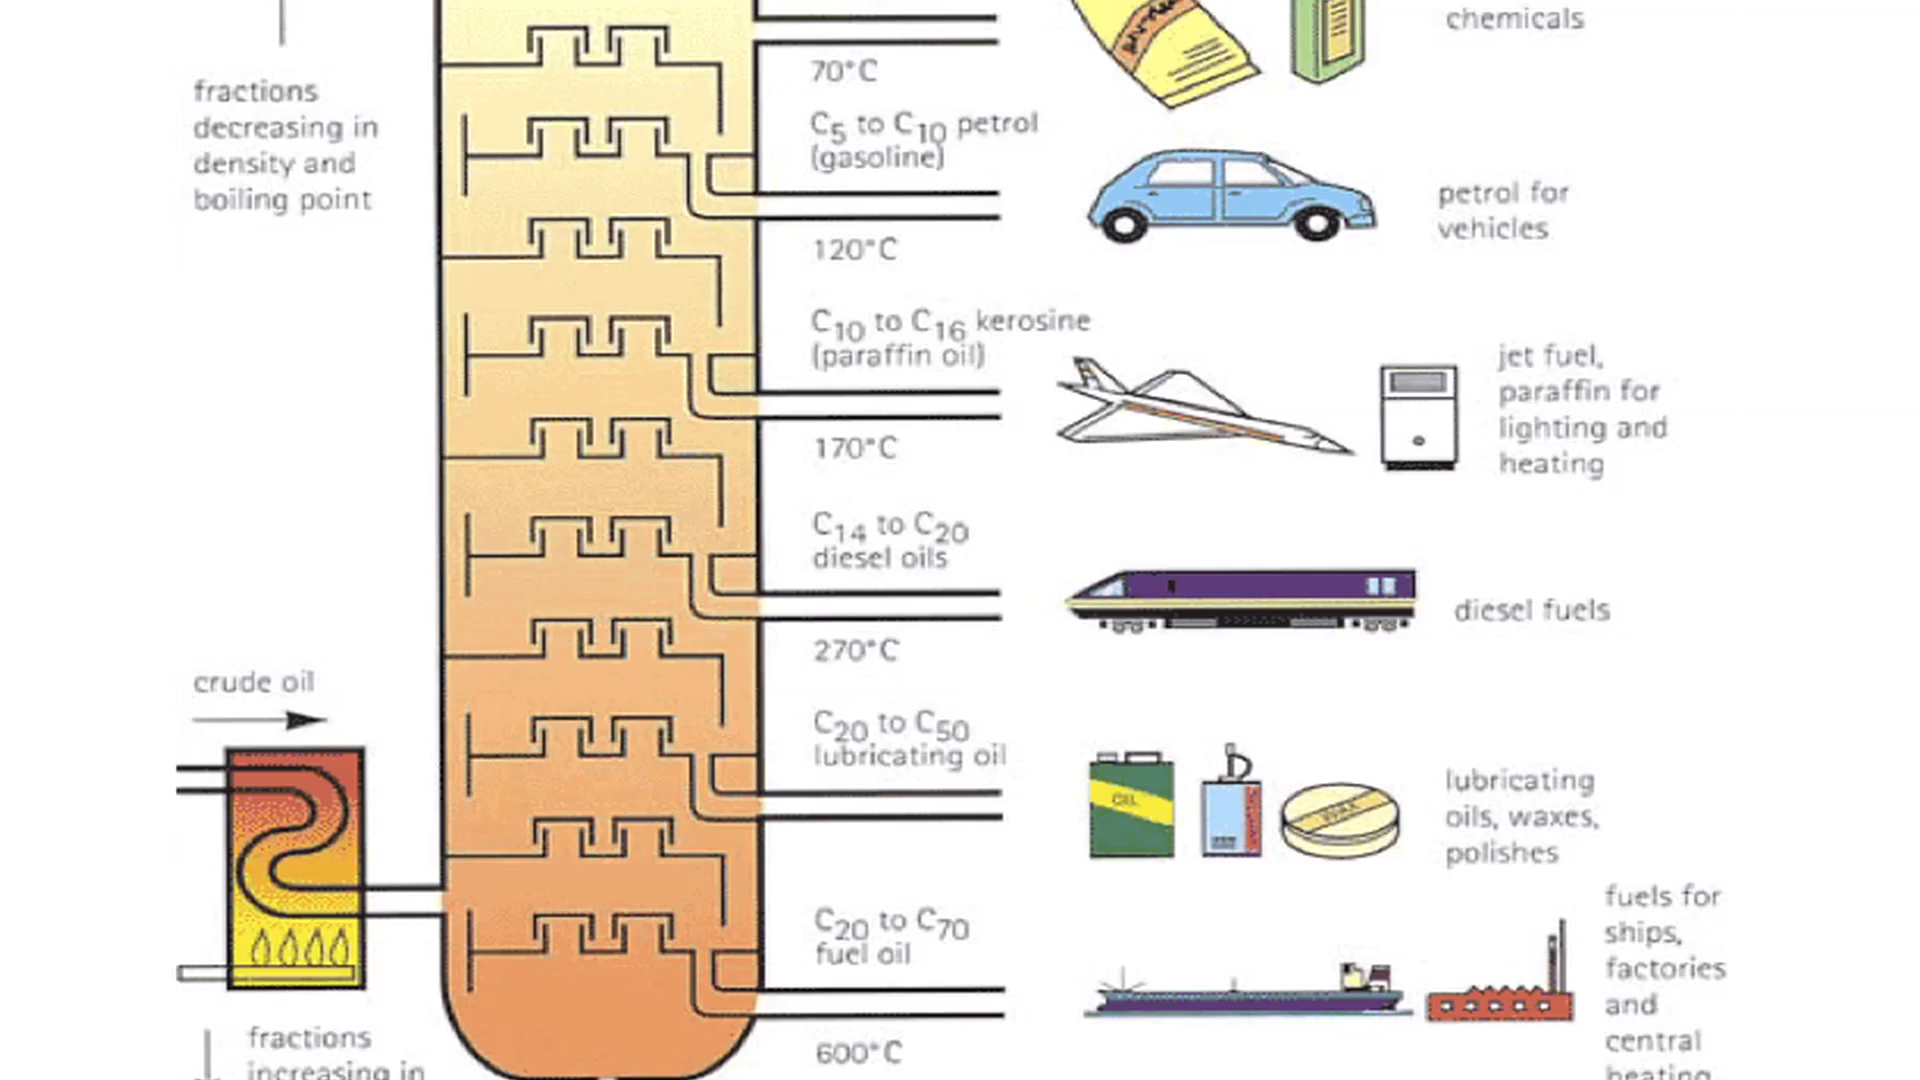 chemicals
fractions
decreasing in
density and
boiling point
70°C
C5 to C10 petrol
(gasoline)
petrol for
vehicles
120°C
C10 to C16 kerosine
(paraffin oil)
jet fuel,
paraffin for
lighting and
heating
170°C
C14 to C20
diesel oils
diesel fuels
270°C
crude oil
C20 to C50
lubricating oil
OIL
WAX
lubricating
oils, waxes,
polishes
C20 to C70
fuel oil
fuels for
ships,
factories
and
central
heating
600°C
fractions
increasing in